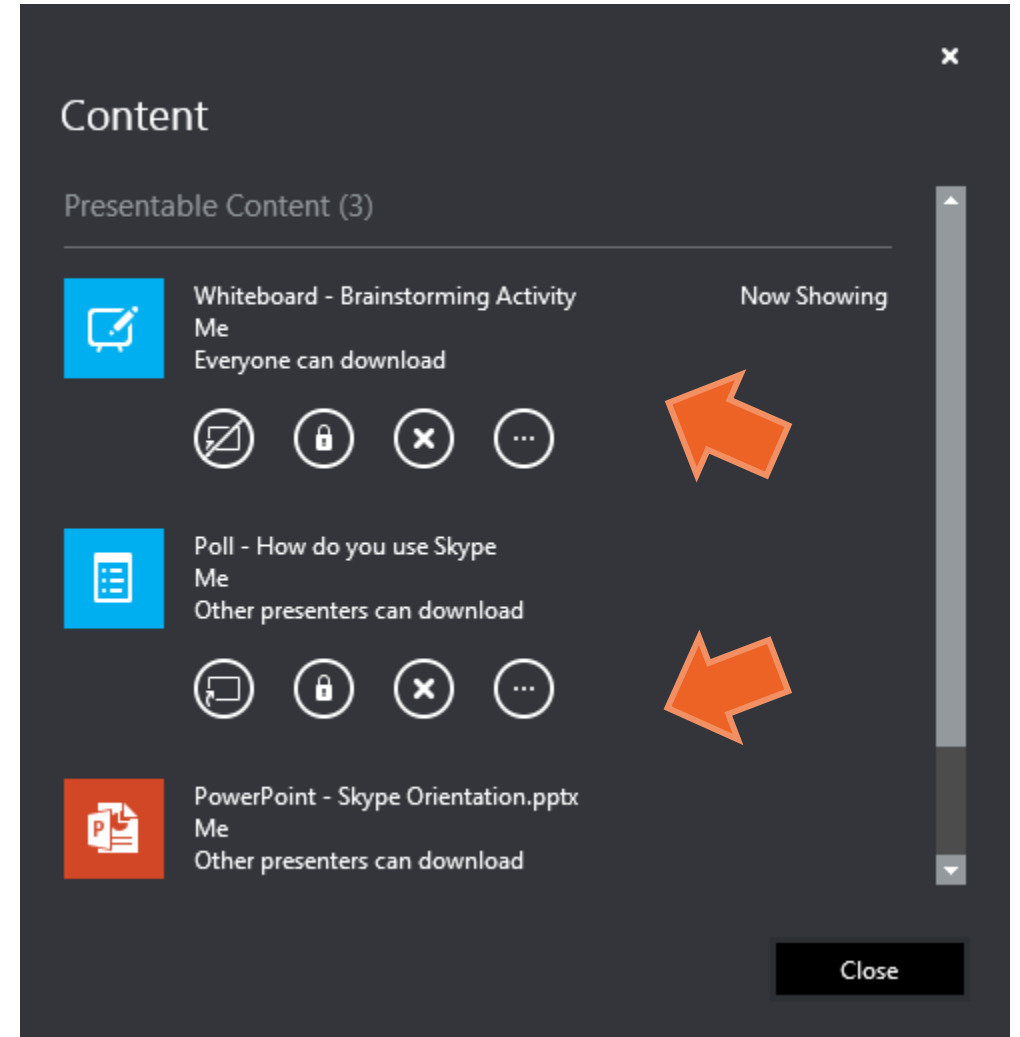 Content
Presentable Content (3)
Whiteboard - Brainstorming Activity
Now Showing
Me
Everyone can download
Poll - How do you use Skype
Me
Other presenters can download
P
PowerPoint - Skype Orientation.pptx
Me
Other presenters can download
Close